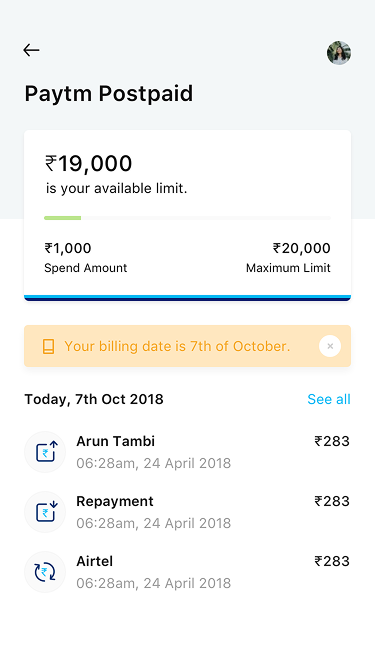 Paytm Postpaid
₹19,000
is your available limit.
₹1,000 ₹20,000
Spend Amount Maximum Limit
Your billing date is 7th of October.
Today, 7th Oct 2018 See all
Arun Tambi ₹283
06:28am, 24 April 2018
Repayment ₹283
06:28am, 24 April 2018
Airtel ₹283
06:28am, 24 April 2018